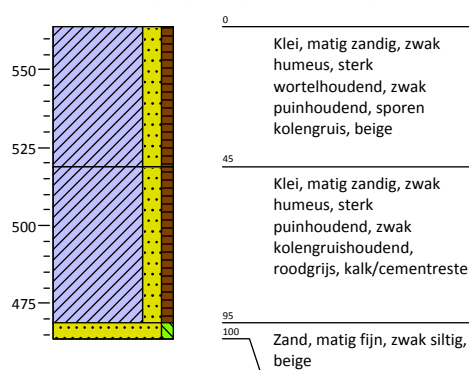 0
Klei, matig zandig, zwak
humeus, sterk
wortelhoudend, zwak
puinhoudend, sporen
kolengruis, beige
550
525
45
Klei, matig zandig, zwak
humeus, sterk
puinhoudend, zwak
kolengruishoudend,
roodgrijs, kalk/cementreste
500
475
95
100
Zand, matig fijn, zwak siltig,
beige